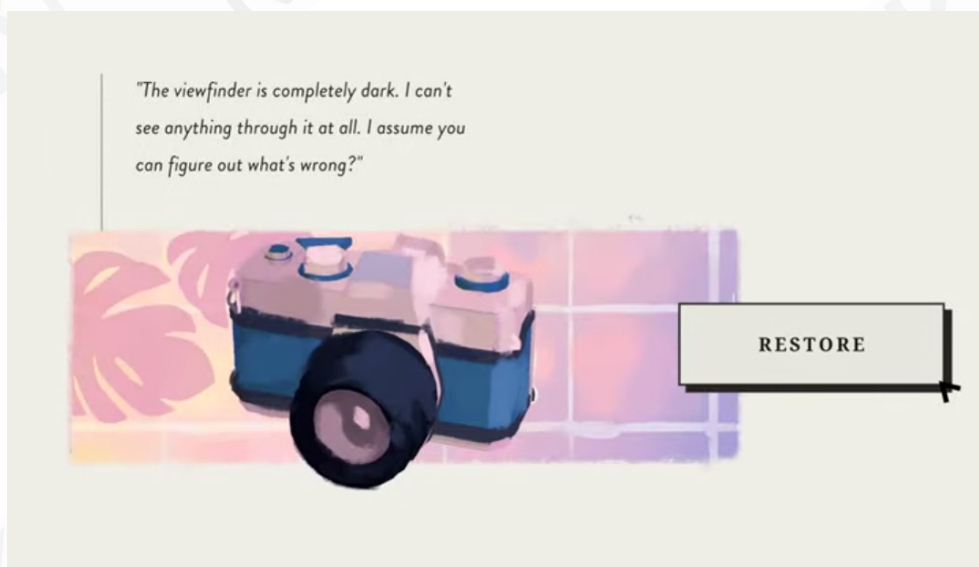 "The viewfinder is completely dark. I can't
see anything through it at all. I assume you
can figure out what's wrong?"
RESTORE